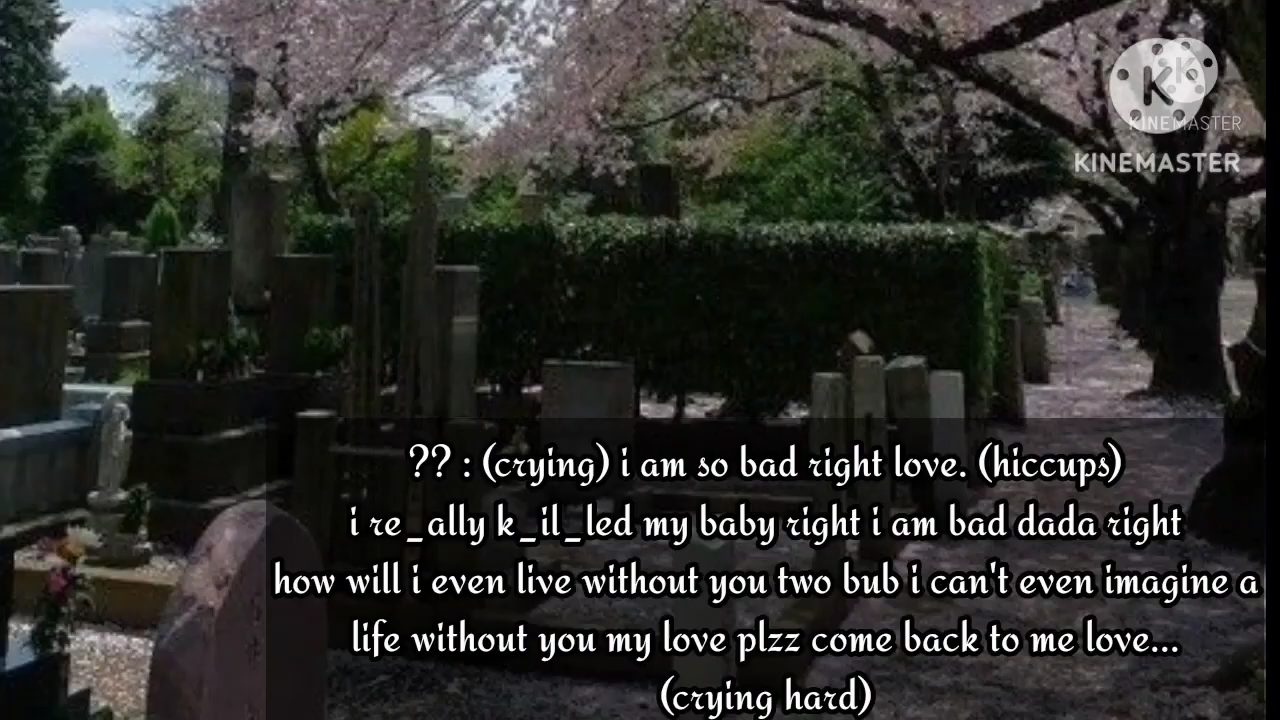 KINEMASTER
KINEMASTER
?? : (crying) i am so bad right love. (hiccups)
i re_ally k_il_led my baby right i am bad dada right
how will i even live without you two bub i can't even imagine a
life without you my love plzz come back to me love...
(crying hard)